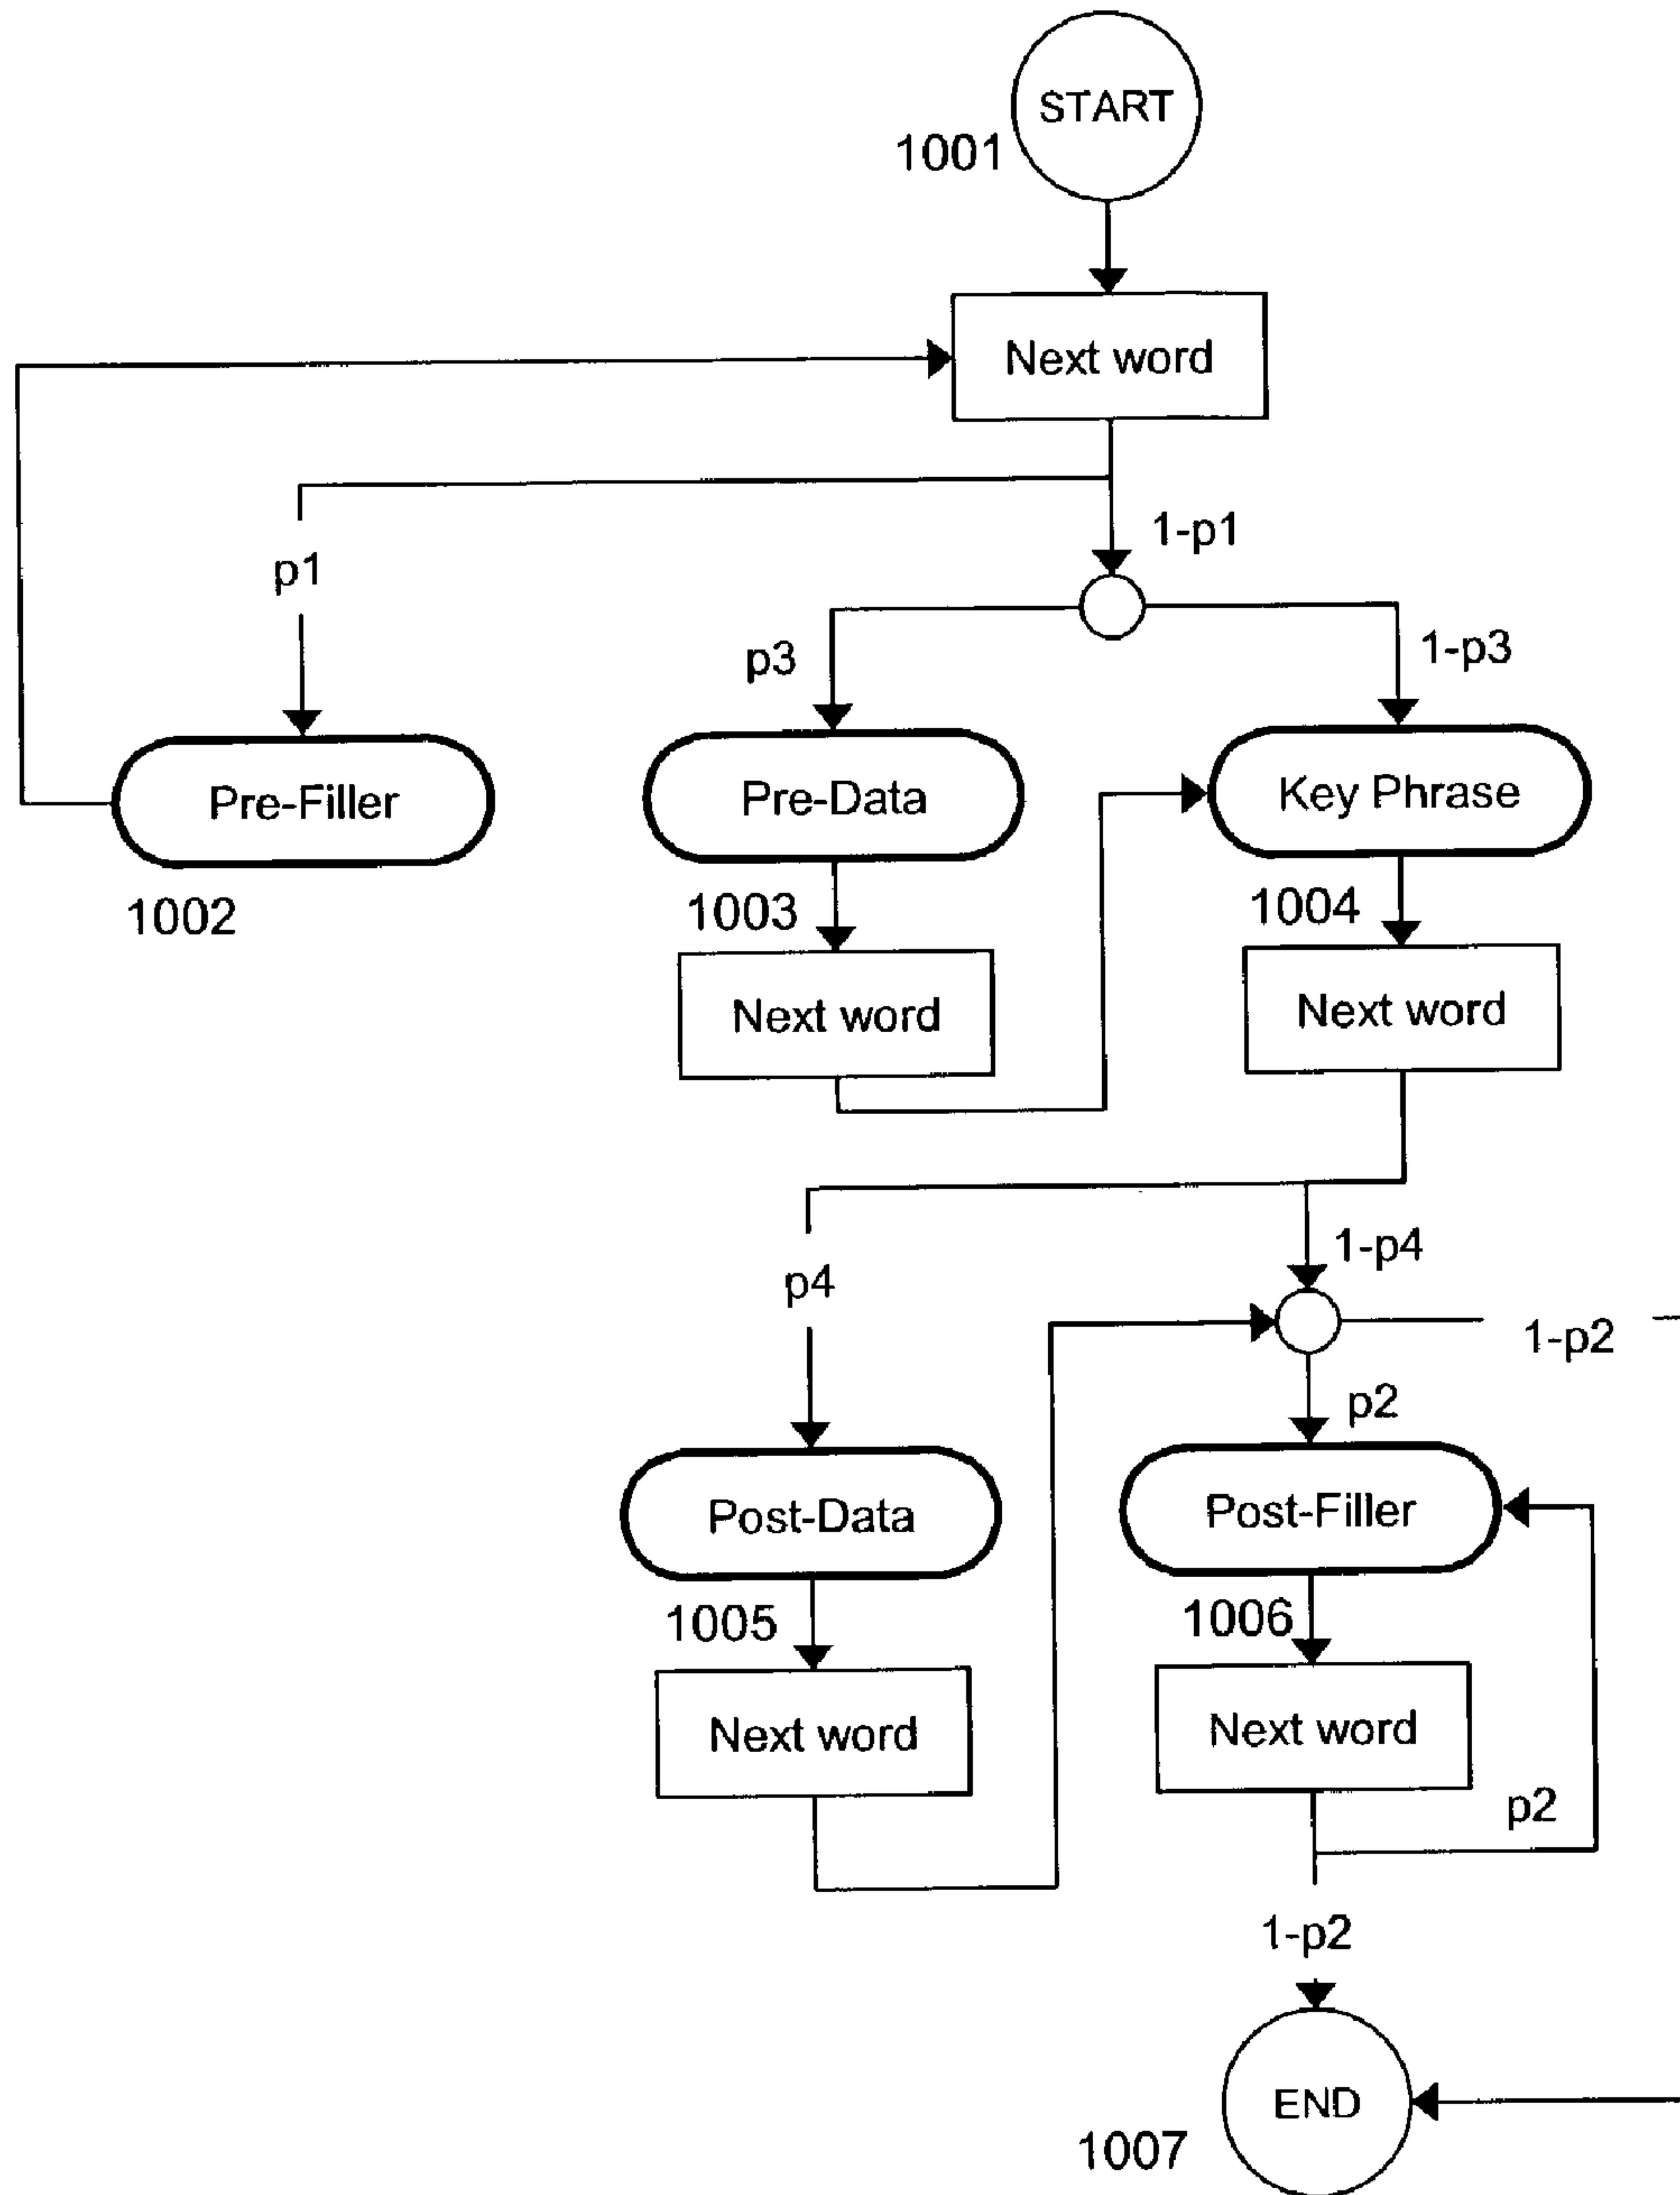 START
1001
Next word
1-p1
p1
p3
1-p3
Pre-Filler
Pre-Data
Key Phrase
1002
1003
1004
Next word
Next word
1-p4
p4
1-p2
p2
Post-Data
Post-Filler
1005
1006
Next word
Next word
p2
1-p2
END
1007